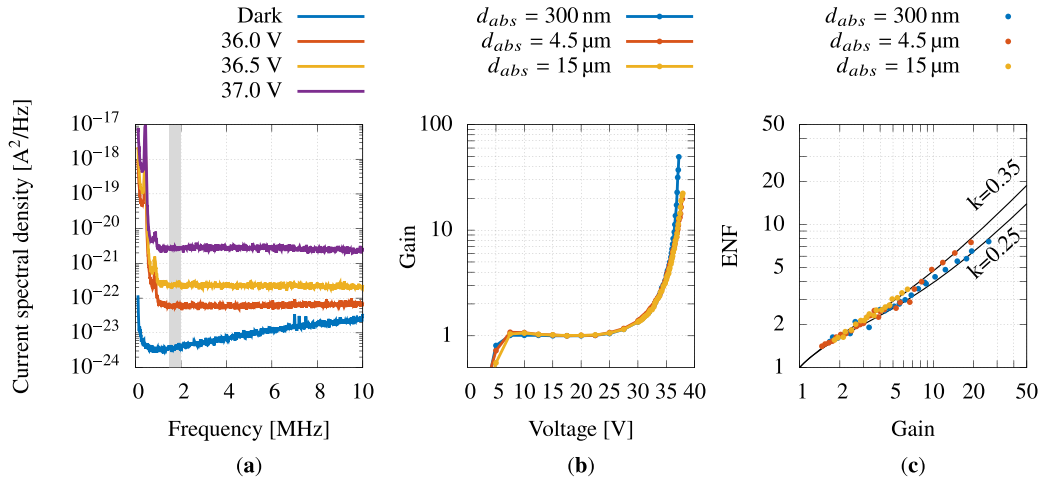 Dark
36.0 V
36.5 V
37.0 V
Current spectral density [A²/Hz]
10⁻¹⁷
10⁻¹⁸
10⁻¹⁹
10⁻²⁰
10⁻²¹
10⁻²²
10⁻²³
10⁻²⁴
0 2 4 6 8 10
Frequency [MHz]
(a)
d_abs = 300 nm
d_abs = 4.5 µm
d_abs = 15 µm
Gain
100
10
1
0 5 10 15 20 25 30 35 40
Voltage [V]
(b)
d_abs = 300 nm
d_abs = 4.5 µm
d_abs = 15 µm
ENF
50
20
10
5
2
1
k=0.35
k=0.25
1 2 5 10 20 50
Gain
(c)